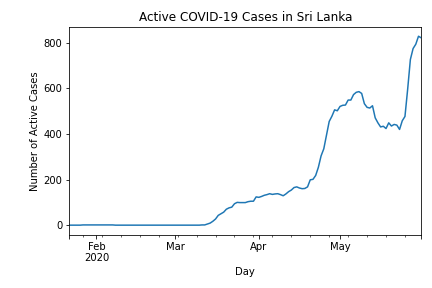 Active COVID-19 Cases in Sri Lanka
800
600
400
200
0
Number of Active Cases
Feb
2020
Mar
Apr
May
Day